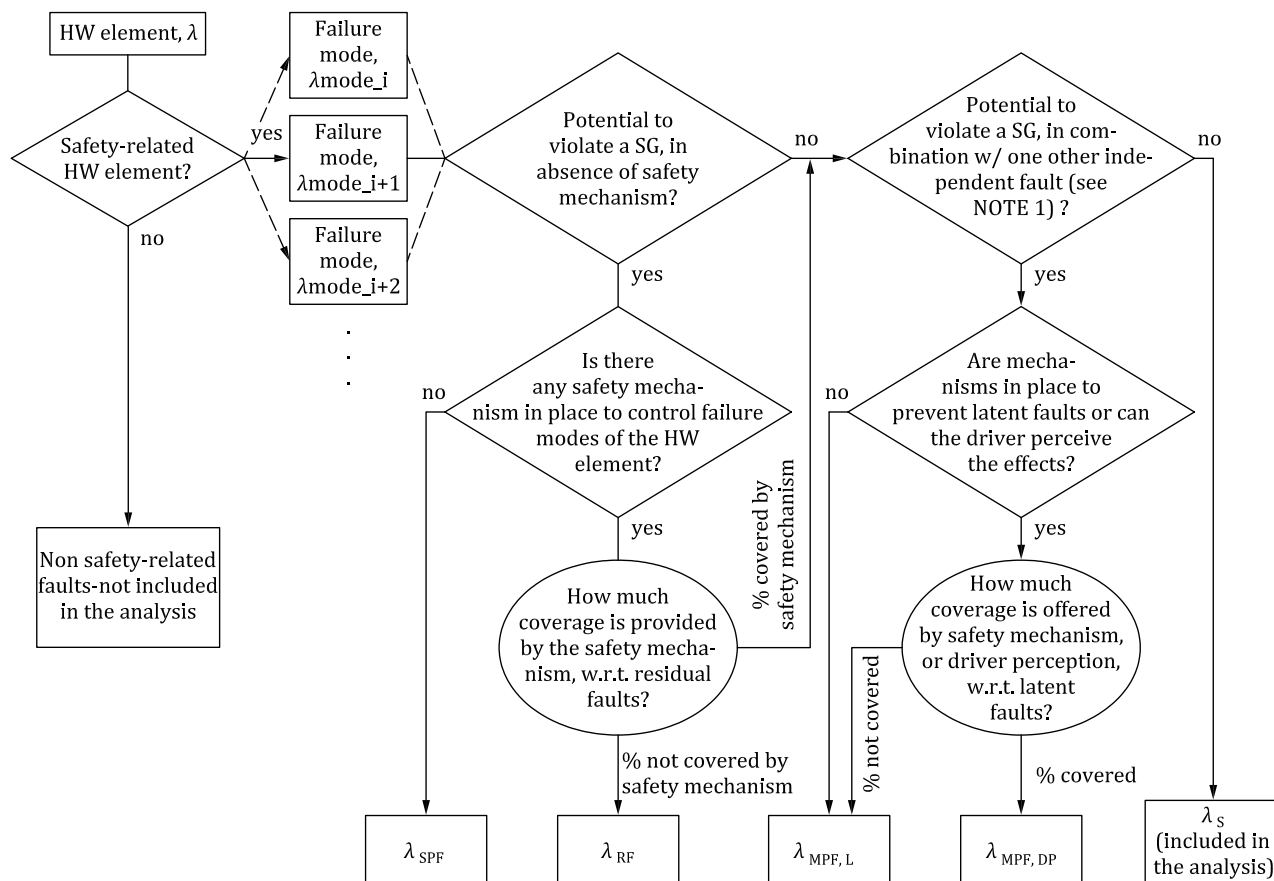 HW element, λ
Safety-related
HW element?
yes
no
Non safety-related
faults-not included
in the analysis
Failure
mode,
λmode_i
Failure
mode,
λmode_i+1
Failure
mode,
λmode_i+2
.
.
.
Potential to
violate a SG, in
absence of safety
mechanism?
no
yes
Is there
any safety mecha-
nism in place to control failure
modes of the HW
element?
no
yes
How much
coverage is provided
by the safety mecha-
nism, w.r.t. residual
faults?
% covered by
safety mechanism
% not covered by
safety mechanism
Potential to
violate a SG, in com-
bination w/ one other inde-
pendent fault (see
NOTE 1) ?
no
yes
Are mecha-
nisms in place to
prevent latent faults or can
the driver perceive
the effects?
no
yes
How much
coverage is offered
by safety mechanism,
or driver perception,
w.r.t. latent
faults?
% not covered
% covered
λ SPF
λ RF
λ MPF, L
λ MPF, DP
λ S
(included in
the analysis)